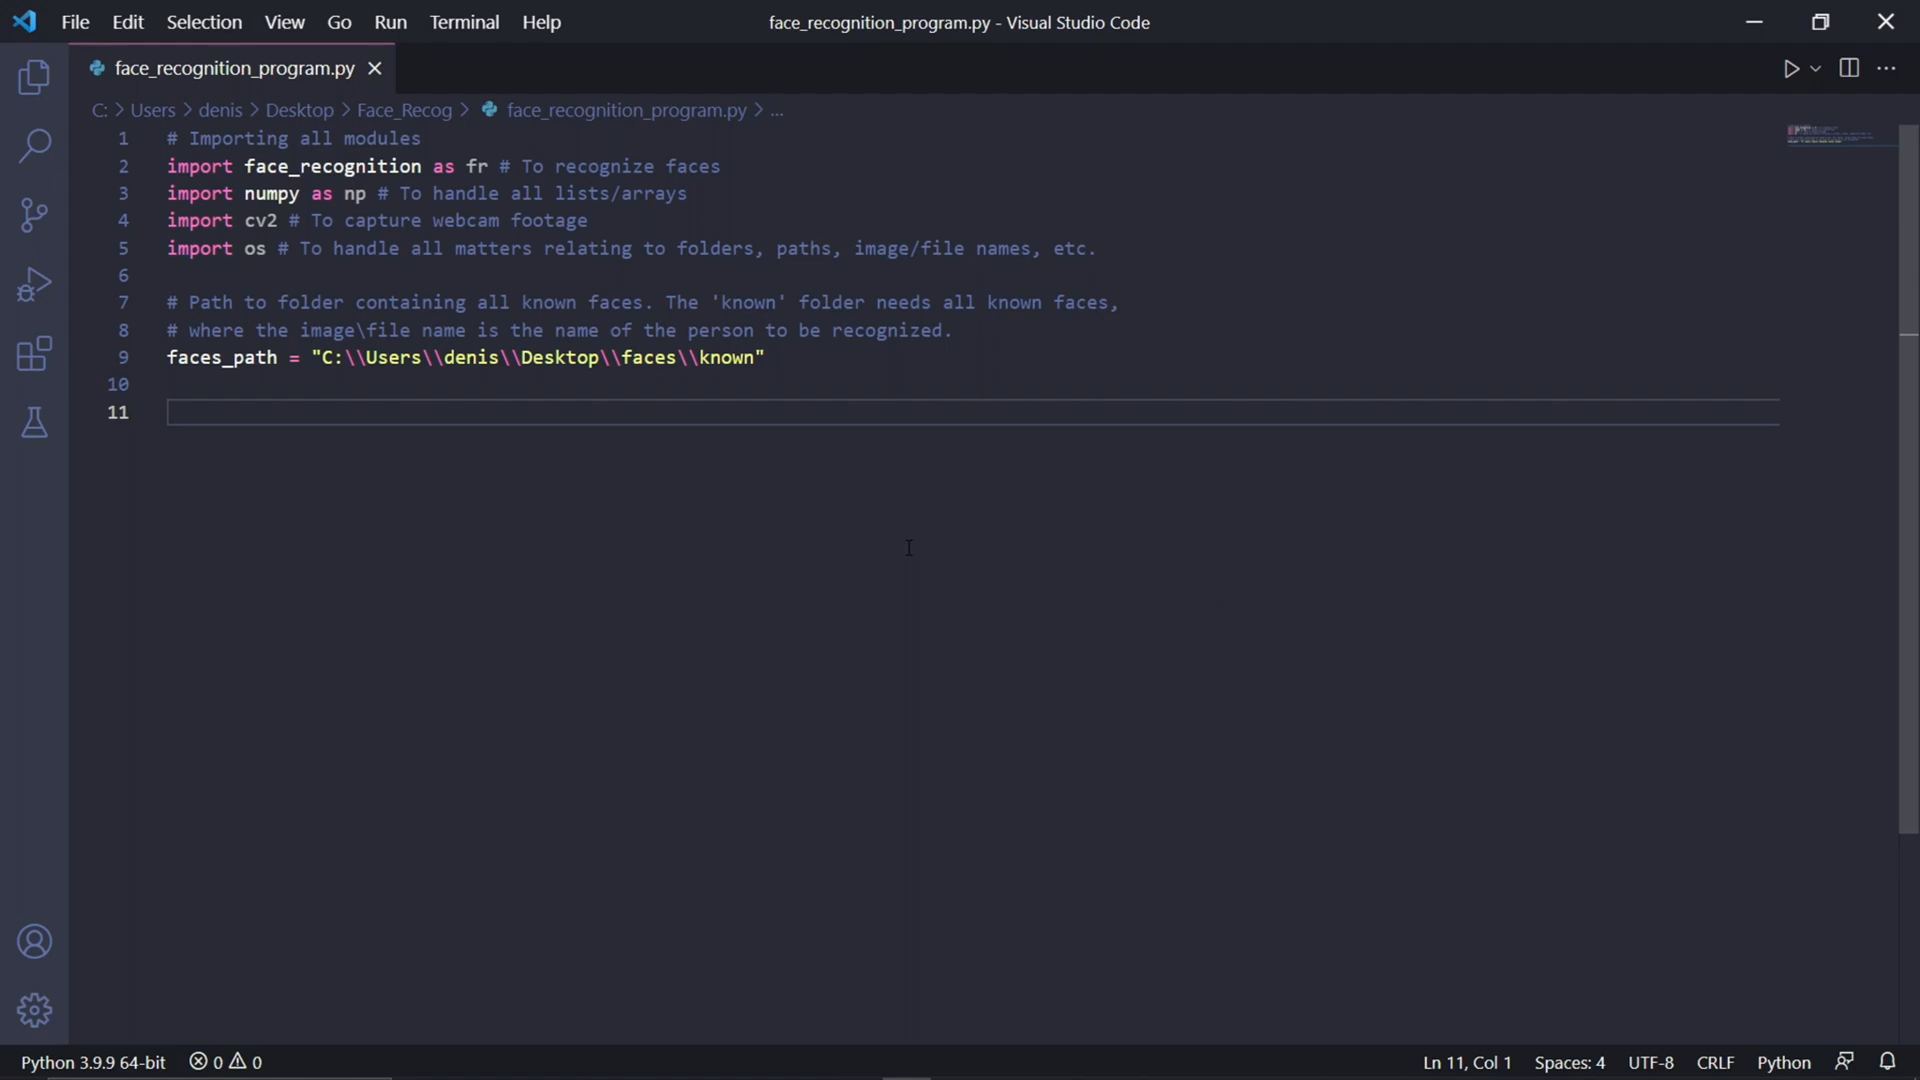 File Edit Selection View Go Run Terminal Help face_recognition_program.py - Visual Studio Code
face_recognition_program.py
C: > Users > denis > Desktop > Face_Recog > face_recognition_program.py > ...
1 # Importing all modules
2 import face_recognition as fr # To recognize faces
3 import numpy as np # To handle all lists/arrays
4 import cv2 # To capture webcam footage
5 import os # To handle all matters relating to folders, paths, image/file names, etc.
6
7 # Path to folder containing all known faces. The 'known' folder needs all known faces,
8 # where the image\file name is the name of the person to be recognized.
9 faces_path = "C:\\Users\\denis\\Desktop\\faces\\known"
10
11
Python 3.9.9 64-bit 0 0 Ln 11, Col 1 Spaces: 4 UTF-8 CRLF Python